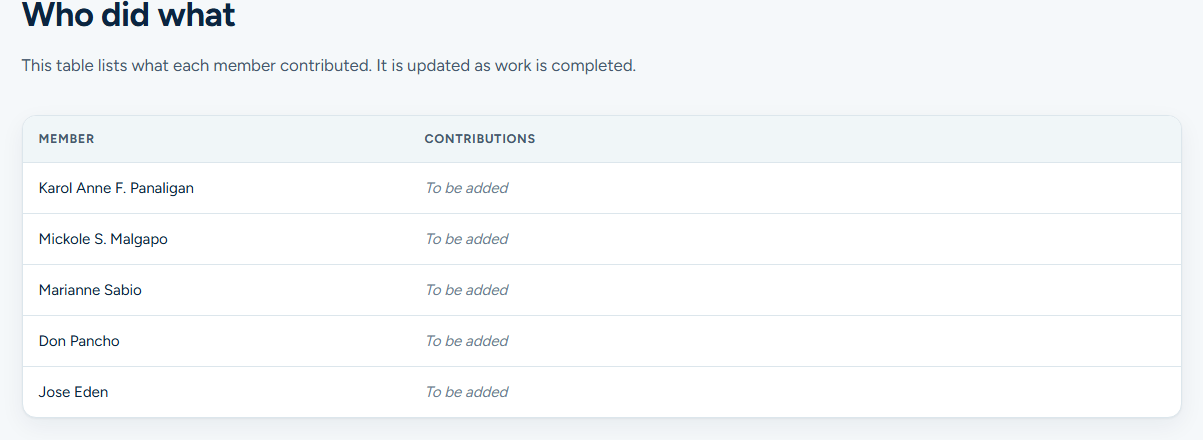 Who did what
This table lists what each member contributed. It is updated as work is completed.
MEMBER CONTRIBUTIONS
Karol Anne F. Panaligan To be added
Mickole S. Malgapo To be added
Marianne Sabio To be added
Don Pancho To be added
Jose Eden To be added